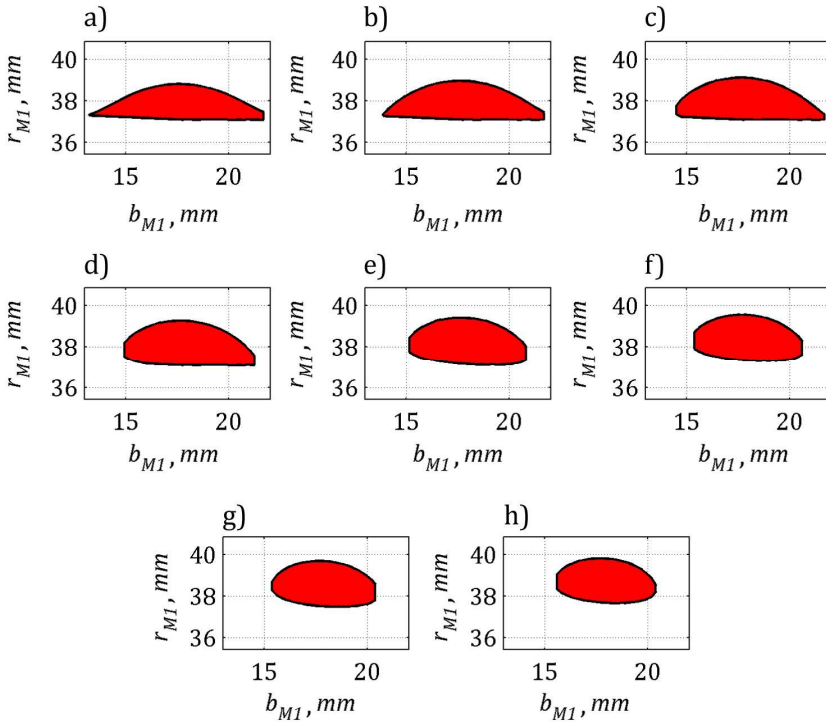 a) b) c)
r_M1, mm 40 38 36 r_M1, mm 40 38 36 r_M1, mm 40 38 36
15 20 15 20 15 20
b_M1, mm b_M1, mm b_M1, mm
d) e) f)
r_M1, mm 40 38 36 r_M1, mm 40 38 36 r_M1, mm 40 38 36
15 20 15 20 15 20
b_M1, mm b_M1, mm b_M1, mm
g) h)
r_M1, mm 40 38 36 r_M1, mm 40 38 36
15 20 15 20
b_M1, mm b_M1, mm